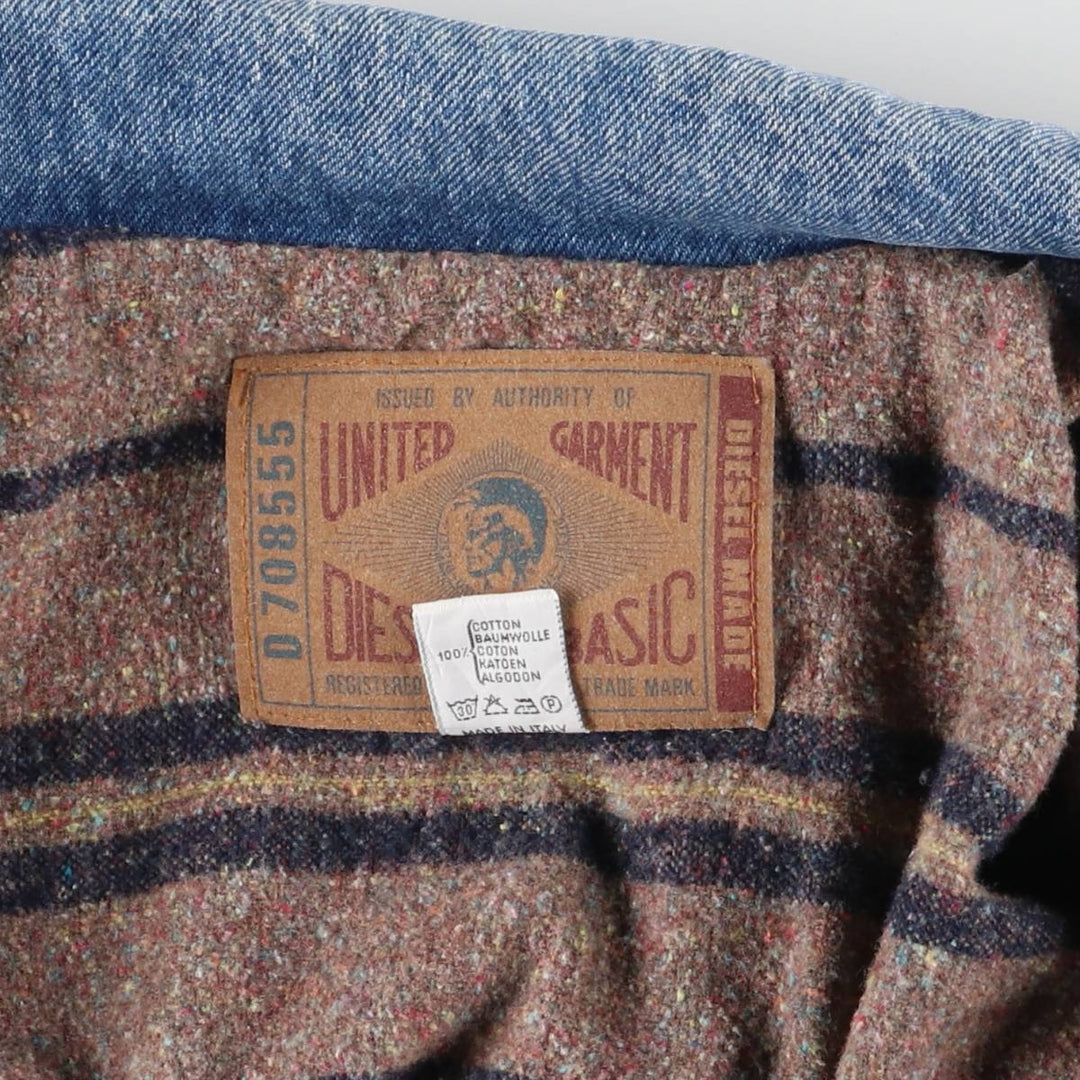 ISSUED BY AUTHORITY OF
UNITED GARMENT
DIES BASIC
REGISTERED TRADE MARK
D 708555
DIESEL MADE
100%
COTTON
BAUMWOLLE
COTON
KATOEN
ALGODON
30 P
MADE IN ITALY